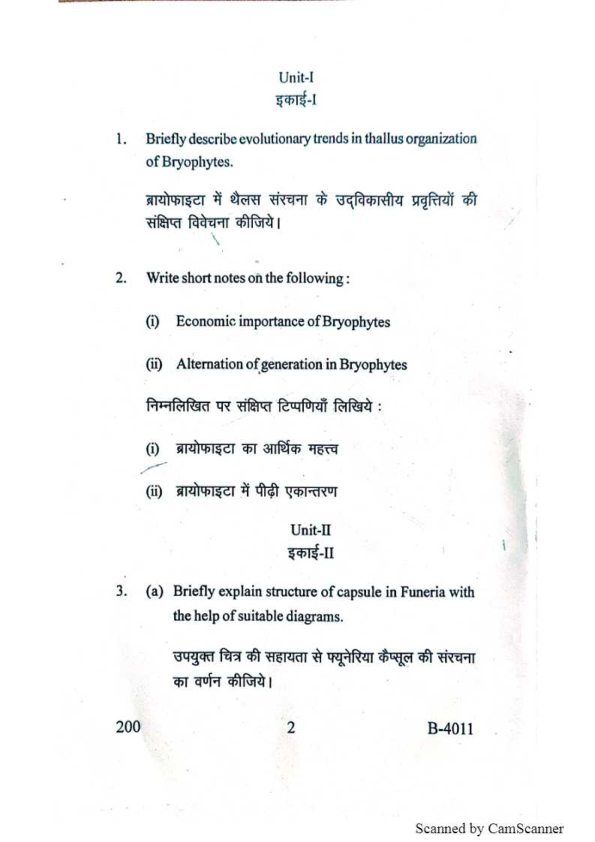 Unit-I
इकाई-I
1. Briefly describe evolutionary trends in thallus organization
of Bryophytes.
ब्रायोफाइटा में थैलस संरचना के उद्विकासीय प्रवृत्तियों की
संक्षिप्त विवेचना कीजिये।
2. Write short notes on the following :
(i) Economic importance of Bryophytes
(ii) Alternation of generation in Bryophytes
निम्नलिखित पर संक्षिप्त टिप्पणियाँ लिखिये :
(i) ब्रायोफाइटा का आर्थिक महत्त्व
(ii) ब्रायोफाइटा में पीढ़ी एकान्तरण
Unit-II
इकाई-II
3. (a) Briefly explain structure of capsule in Funeria with
the help of suitable diagrams.
उपयुक्त चित्र की सहायता से फ्यूनेरिया कैप्सूल की संरचना
का वर्णन कीजिये।
200 2 B-4011
Scanned by CamScanner